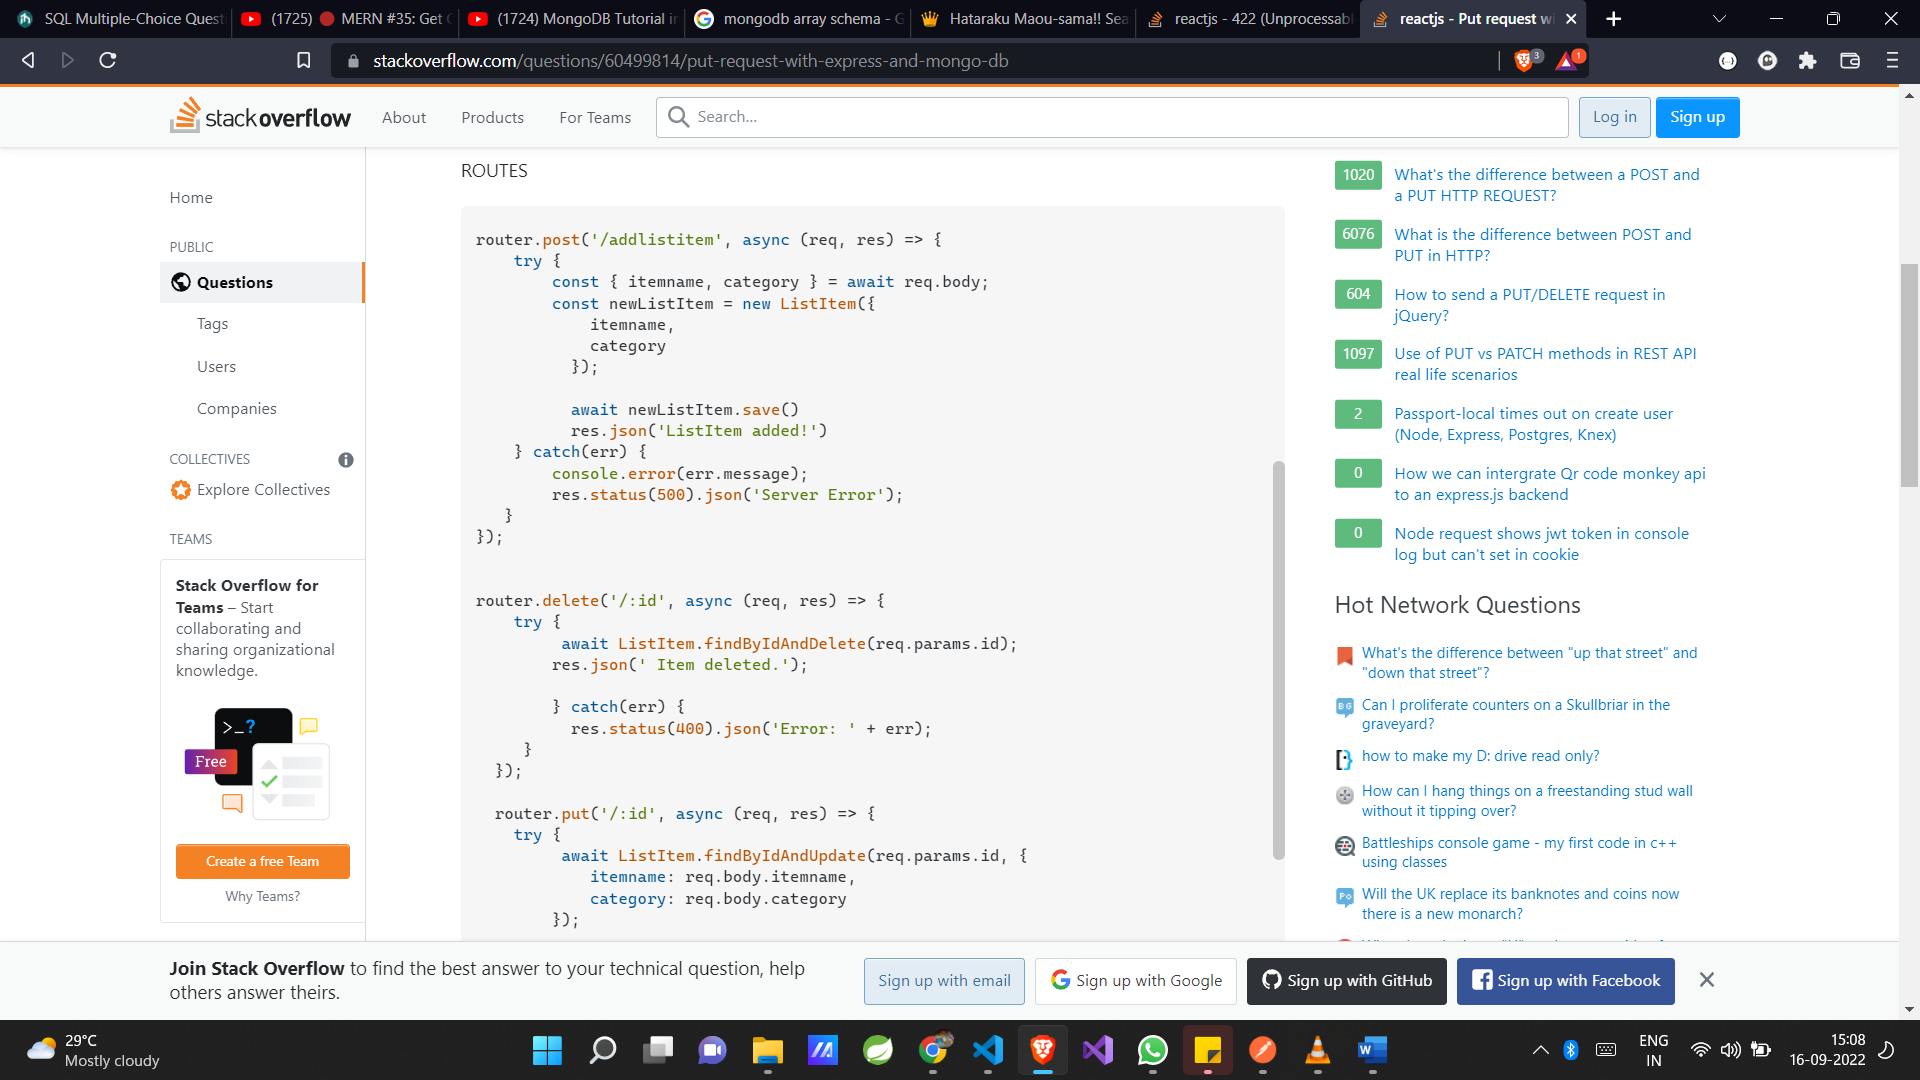 SQL Multiple-Choice Quest
(1725) 🔴 MERN #35: Get
(1724) MongoDB Tutorial in
mongodb array schema -
Hataraku Maou-sama!! Sea
reactjs - 422 (Unprocessabl
reactjs - Put request wi
stackoverflow.com/questions/60499814/put-request-with-express-and-mongo-db
3
1
stackoverflow
About
Products
For Teams
Search...
Log in
Sign up
Home
PUBLIC
Questions
Tags
Users
Companies
COLLECTIVES
Explore Collectives
TEAMS
Stack Overflow for
Teams – Start
collaborating and
sharing organizational
knowledge.
>_?
Free
Create a free Team
Why Teams?
ROUTES
router.post('/addlistitem', async (req, res) => {
try {
const { itemname, category } = await req.body;
const newListItem = new ListItem({
itemname,
category
});
await newListItem.save()
res.json('ListItem added!')
} catch(err) {
console.error(err.message);
res.status(500).json('Server Error');
}
});
router.delete('/:id', async (req, res) => {
try {
await ListItem.findByIdAndDelete(req.params.id);
res.json(' Item deleted.');
} catch(err) {
res.status(400).json('Error: ' + err);
}
});
router.put('/:id', async (req, res) => {
try {
await ListItem.findByIdAndUpdate(req.params.id, {
itemname: req.body.itemname,
category: req.body.category
});
1020
What's the difference between a POST and
a PUT HTTP REQUEST?
6076
What is the difference between POST and
PUT in HTTP?
604
How to send a PUT/DELETE request in
jQuery?
1097
Use of PUT vs PATCH methods in REST API
real life scenarios
2
Passport-local times out on create user
(Node, Express, Postgres, Knex)
0
How we can intergrate Qr code monkey api
to an express.js backend
0
Node request shows jwt token in console
log but can't set in cookie
Hot Network Questions
What's the difference between "up that street" and
"down that street"?
Can I proliferate counters on a Skullbriar in the
graveyard?
how to make my D: drive read only?
How can I hang things on a freestanding stud wall
without it tipping over?
Battleships console game - my first code in c++
using classes
Will the UK replace its banknotes and coins now
there is a new monarch?
Join Stack Overflow to find the best answer to your technical question, help
others answer theirs.
Sign up with email
Sign up with Google
Sign up with GitHub
Sign up with Facebook
29°C
Mostly cloudy
ENG
IN
15:08
16-09-2022